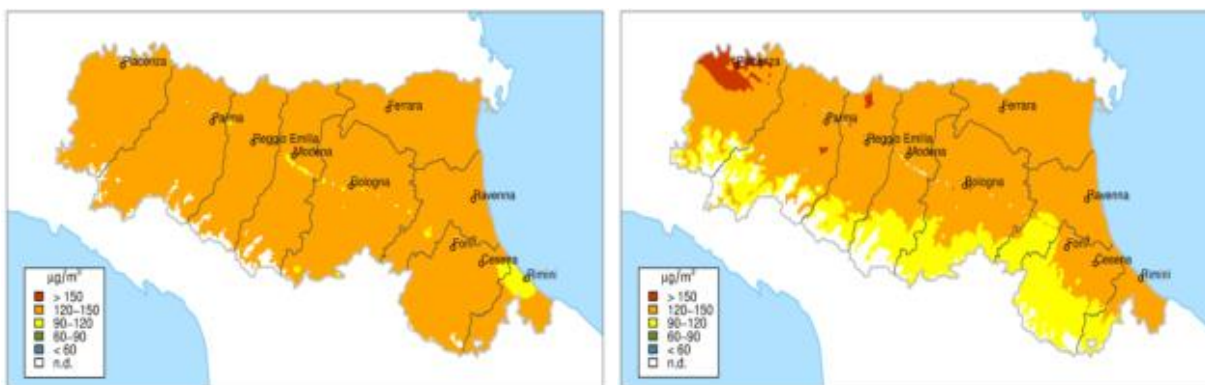 Piacenza
Parma
Reggio Emilia
Modena
Ferrara
Bologna
Ravenna
Forlì
Cesena
Rimini
µg/m³
> 150
120-150
90-120
60-90
< 60
n.d.
Piacenza
Parma
Reggio Emilia
Modena
Ferrara
Bologna
Ravenna
Forlì
Cesena
Rimini
µg/m³
> 150
120-150
90-120
60-90
< 60
n.d.